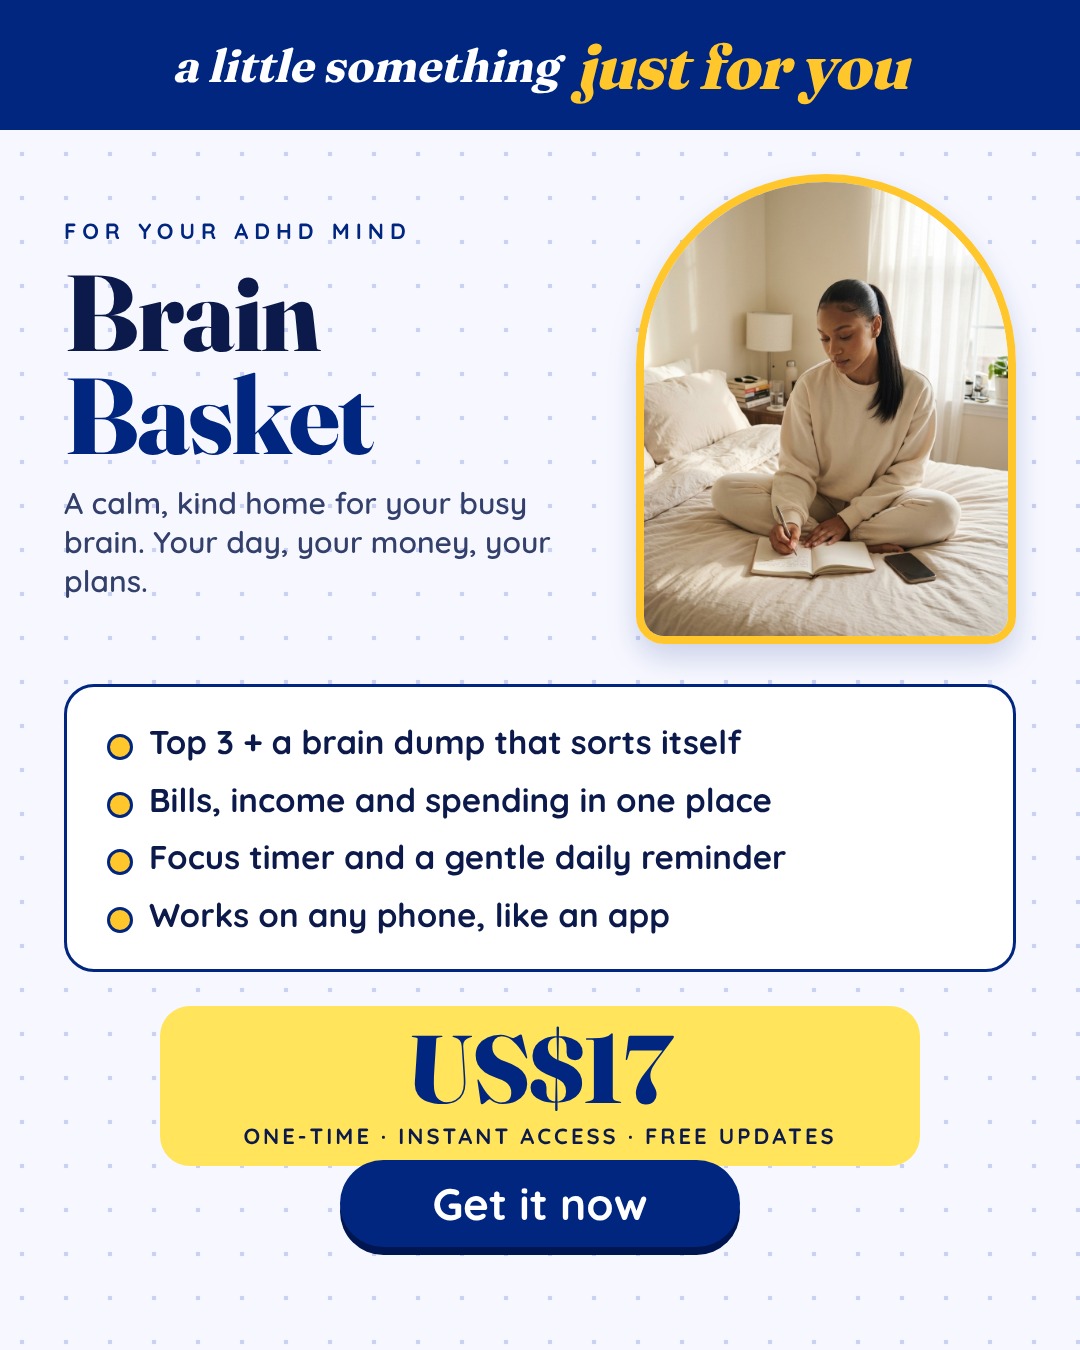 a little something just for you
FOR YOUR ADHD MIND
Brain
Basket
A calm, kind home for your busy
brain. Your day, your money, your
plans.
Top 3 + a brain dump that sorts itself
Bills, income and spending in one place
Focus timer and a gentle daily reminder
Works on any phone, like an app
US$17
ONE-TIME · INSTANT ACCESS · FREE UPDATES
Get it now